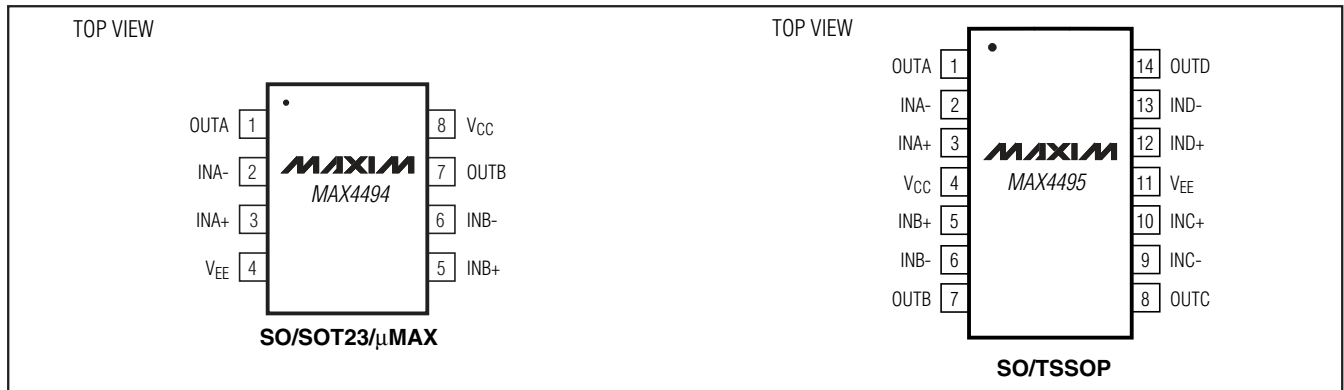 TOP VIEW
OUTA 1
INA- 2
INA+ 3
VEE 4
8 VCC
7 OUTB
6 INB-
5 INB+
MAXIM
MAX4494
SO/SOT23/µMAX
TOP VIEW
OUTA 1
INA- 2
INA+ 3
VCC 4
INB+ 5
INB- 6
OUTB 7
14 OUTD
13 IND-
12 IND+
11 VEE
10 INC+
9 INC-
8 OUTC
MAXIM
MAX4495
SO/TSSOP